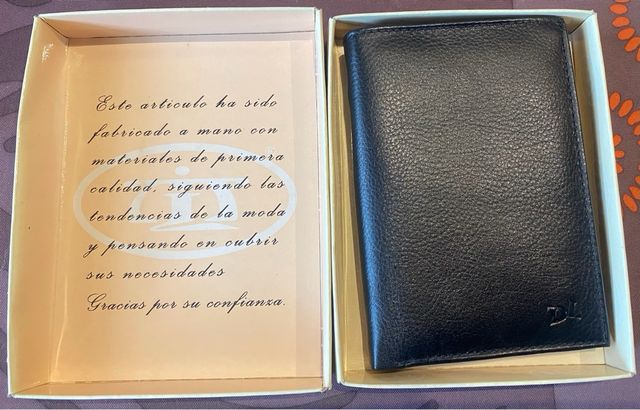 Este articulo ha sido
fabricado a mano con
materiales de primera
calidad, siguiendo las
tendencias de la moda
y pensando en cubrir
sus necesidades
Gracias por su confianza.